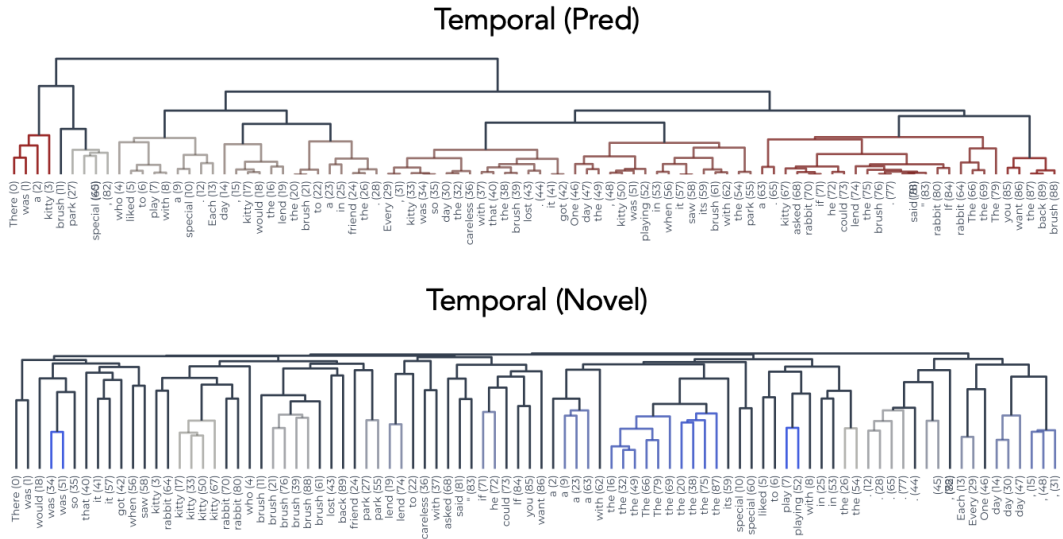 Temporal (Pred)
There (0) was (1) a (2) kitty (3) brush (11) park (27) . (82) who (4) liked (5) to (6) play (7) with (8) a (9) special (10) . (12) Each (13) day (14) , (15) kitty (17) would (18) the (16) lend (19) the (20) brush (21) to (22) a (23) in (25) friend (24) the (26) . (28) Every (29) , (31) kitty (33) was (34) so (35) day (30) the (32) careless (36) with (37) that (40) the (38) brush (39) lost (43) . (44) it (41) got (42) One (46) day (47) the (49) , (48) kitty (50) was (51) playing (52) in (53) when (56) it (57) saw (58) its (59) brush (61) with (62) the (54) park (55) a (63) . (65) kitty (67) asked (68) rabbit (70) if (71) he (72) could (73) lend (74) the (75) brush (76) . (77) " (83) rabbit (80) If (84) rabbit (64) The (66) the (69) The (79) you (85) want (86) the (87) back (89) brush (88)
Temporal (Novel)
There (0) was (1) would (18) was (34) was (51) so (35) that (40) it (41) it (57) when (56) saw (58) kitty (3) rabbit (64) kitty (17) kitty (33) kitty (50) kitty (67) rabbit (70) rabbit (80) who (4) brush (11) brush (21) brush (76) brush (39) brush (88) brush (61) lost (43) back (89) friend (24) park (27) park (55) lend (19) lend (74) to (22) careless (36) with (37) asked (68) said (81) " (83) if (71) he (72) could (73) If (84) you (85) want (86) a (2) a (9) a (23) a (63) with (62) the (16) the (32) the (49) The (66) The (79) the (69) the (20) the (38) the (75) the (87) its (59) special (10) special (60) liked (5) to (6) play (7) playing (52) with (8) in (25) in (53) the (26) the (54) . (12) . (28) . (65) . (77) . (44) (45) Each (13) Every (29) One (46) day (14) day (30) day (47) , (15) , (48) , (31)